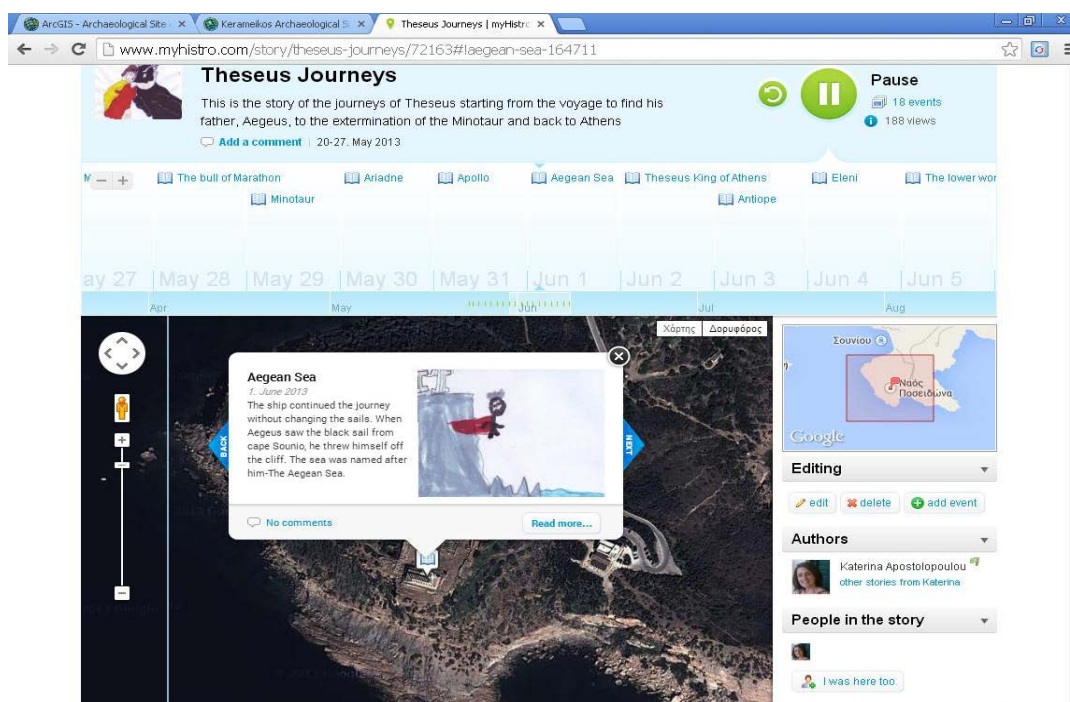 ArcGIS - Archaeological Site
Kerameikos Archaeological Si
Theseus Journeys | myHistro
www.myhistro.com/story/theseus-journeys/72163#!aegean-sea-164711
Theseus Journeys
This is the story of the journeys of Theseus starting from the voyage to find his
father, Aegeus, to the extermination of the Minotaur and back to Athens
Add a comment | 20-27. May 2013
Pause
18 events
188 views
The bull of Marathon
Ariadne
Apollo
Aegean Sea
Theseus King of Athens
Eleni
The lower wor
Minotaur
Antiope
ay 27
May 28
May 29
May 30
May 31
Jun 1
Jun 2
Jun 3
Jun 4
Jun 5
Apr
May
Jun
Jul
Aug
Χάρτης
Δορυφόρος
Aegean Sea
1. June 2013
The ship continued the journey
without changing the sails. When
Aegeus saw the black sail from
cape Sounio, he threw himself off
the cliff. The sea was named after
him-The Aegean Sea.
BACK
NEXT
No comments
Read more...
Σουνίου
Ναός
Ποσειδώνα
Google
Editing
edit
delete
add event
Authors
Katerina Apostolopoulou
other stories from Katerina
People in the story
I was here too